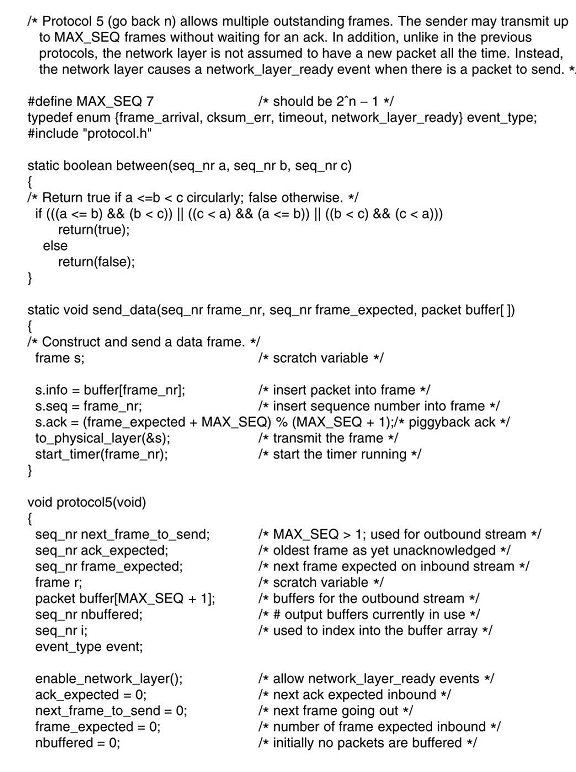 /* Protocol 5 (go back n) allows multiple outstanding frames. The sender may transmit up
to MAX_SEQ frames without waiting for an ack. In addition, unlike in the previous
protocols, the network layer is not assumed to have a new packet all the time. Instead,
the network layer causes a network_layer_ready event when there is a packet to send. *
#define MAX_SEQ 7 /* should be 2^n − 1 */
typedef enum {frame_arrival, cksum_err, timeout, network_layer_ready} event_type;
#include "protocol.h"
static boolean between(seq_nr a, seq_nr b, seq_nr c)
{
/* Return true if a <=b < c circularly; false otherwise. */
if (((a <= b) && (b < c)) || ((c < a) && (a <= b)) || ((b < c) && (c < a)))
return(true);
else
return(false);
}
static void send_data(seq_nr frame_nr, seq_nr frame_expected, packet buffer[ ])
{
/* Construct and send a data frame. */
frame s; /* scratch variable */
s.info = buffer[frame_nr]; /* insert packet into frame */
s.seq = frame_nr; /* insert sequence number into frame */
s.ack = (frame_expected + MAX_SEQ) % (MAX_SEQ + 1);/* piggyback ack */
to_physical_layer(&s); /* transmit the frame */
start_timer(frame_nr); /* start the timer running */
}
void protocol5(void)
{
seq_nr next_frame_to_send; /* MAX_SEQ > 1; used for outbound stream */
seq_nr ack_expected; /* oldest frame as yet unacknowledged */
seq_nr frame_expected; /* next frame expected on inbound stream */
frame r; /* scratch variable */
packet buffer[MAX_SEQ + 1]; /* buffers for the outbound stream */
seq_nr nbuffered; /* # output buffers currently in use */
seq_nr i; /* used to index into the buffer array */
event_type event;
enable_network_layer(); /* allow network_layer_ready events */
ack_expected = 0; /* next ack expected inbound */
next_frame_to_send = 0; /* next frame going out */
frame_expected = 0; /* number of frame expected inbound */
nbuffered = 0; /* initially no packets are buffered */